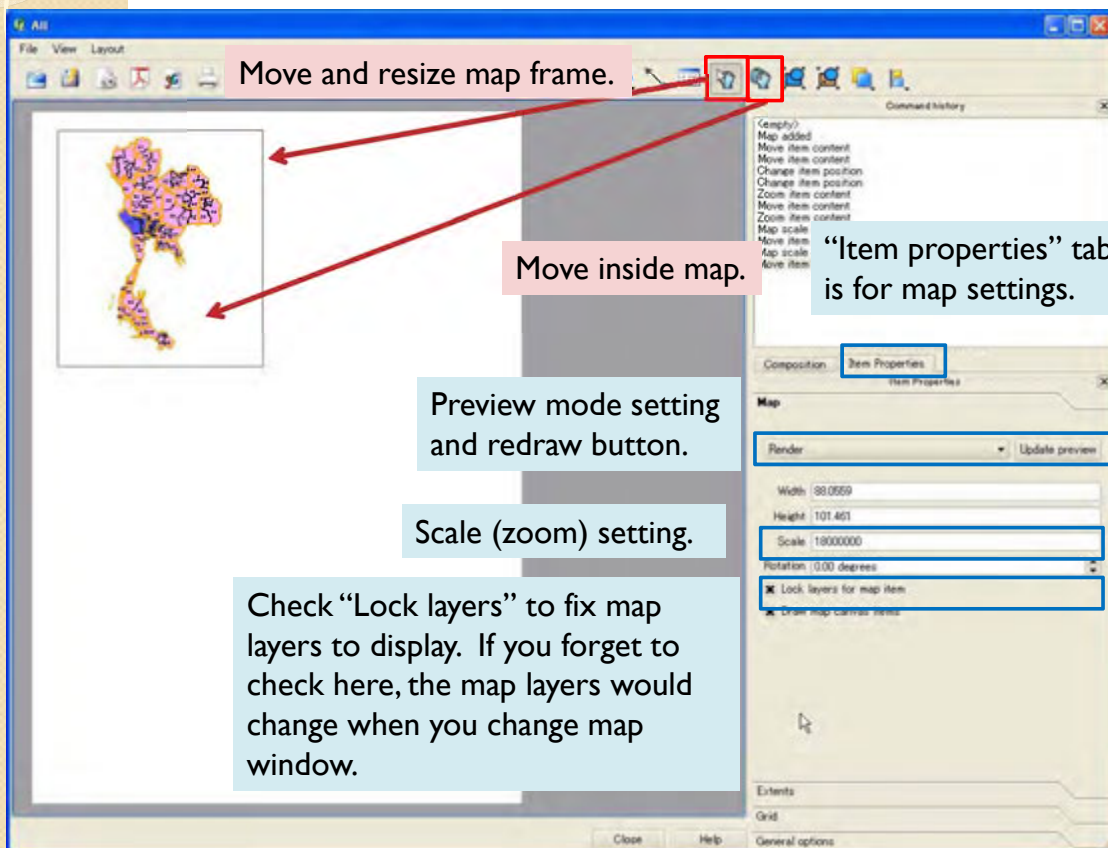 All
File View Layout
Move and resize map frame.
Command history
<empty>
Map added
Move item content
Move item content
Change item position
Change item position
Zoom item content
Move item content
Zoom item content
Map scale
Move item
Map scale
Move item
Move inside map.
“Item properties” tab
is for map settings.
Composition Item Properties
Item Properties
Map
Preview mode setting
and redraw button.
Render Update preview
Width 88.0559
Height 101.461
Scale (zoom) setting.
Scale 18000000
Rotation 0.00 degrees
Lock layers for map item
Draw map canvas items
Check “Lock layers” to fix map
layers to display. If you forget to
check here, the map layers would
change when you change map
window.
Extents
Grid
General options
Close Help